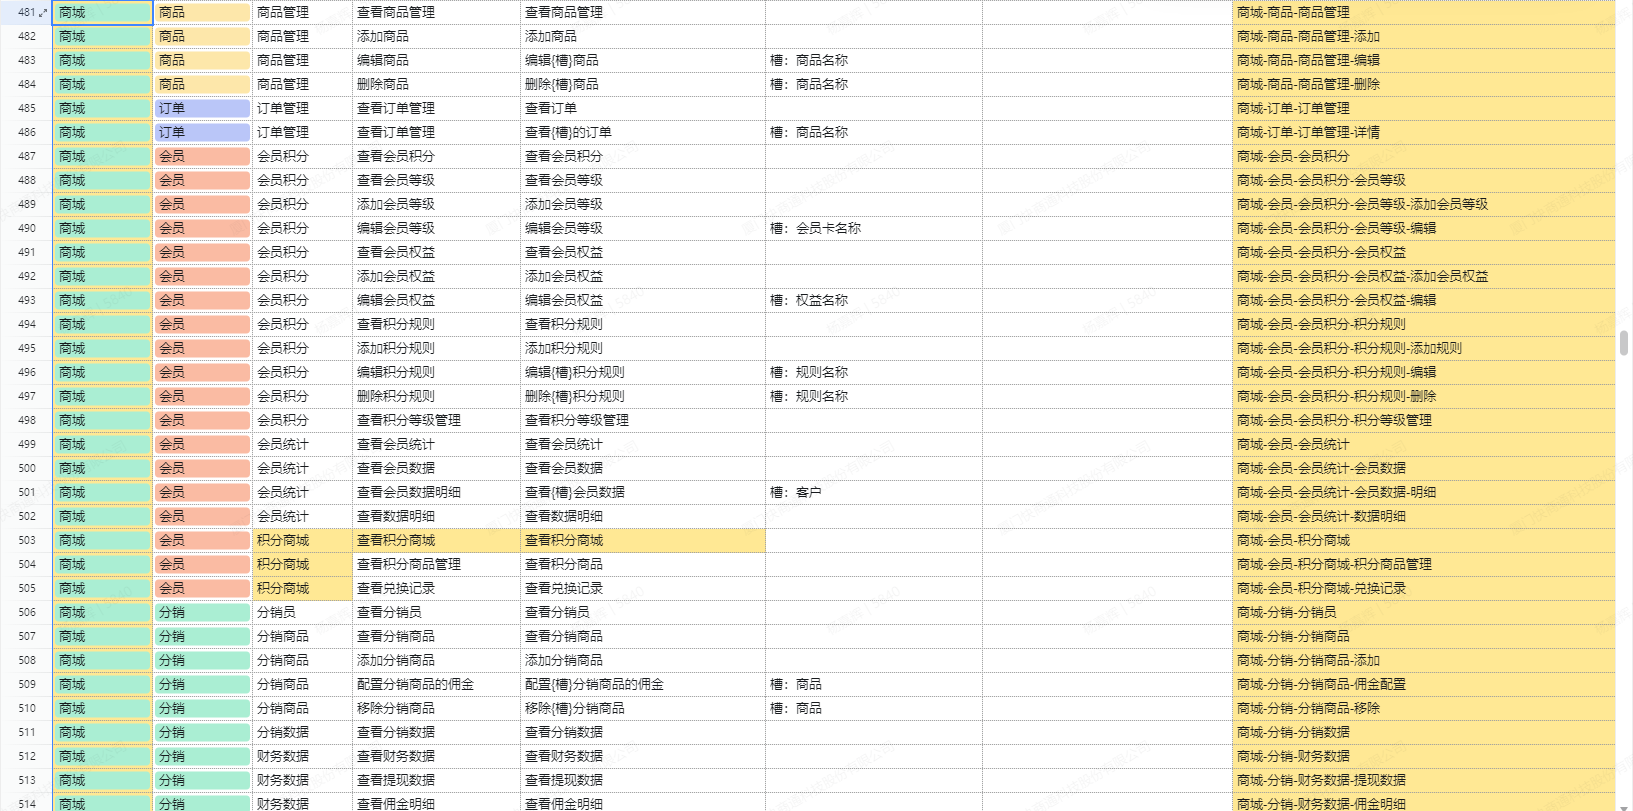 481 商城 商品 商品管理 查看商品管理 查看商品管理 商城-商品-商品管理
482 商城 商品 商品管理 添加商品 添加商品 商城-商品-商品管理-添加
483 商城 商品 商品管理 编辑商品 编辑{槽}商品 槽：商品名称 商城-商品-商品管理-编辑
484 商城 商品 商品管理 删除商品 删除{槽}商品 槽：商品名称 商城-商品-商品管理-删除
485 商城 订单 订单管理 查看订单管理 查看订单 商城-订单-订单管理
486 商城 订单 订单管理 查看订单管理 查看{槽}的订单 槽：商品名称 商城-订单-订单管理-详情
487 商城 会员 会员积分 查看会员积分 查看会员积分 商城-会员-会员积分
488 商城 会员 会员积分 查看会员等级 查看会员等级 商城-会员-会员积分-会员等级
489 商城 会员 会员积分 添加会员等级 添加会员等级 商城-会员-会员积分-会员等级-添加会员等级
490 商城 会员 会员积分 编辑会员等级 编辑会员等级 槽：会员卡名称 商城-会员-会员积分-会员等级-编辑
491 商城 会员 会员积分 查看会员权益 查看会员权益 商城-会员-会员积分-会员权益
492 商城 会员 会员积分 添加会员权益 添加会员权益 商城-会员-会员积分-会员权益-添加会员权益
493 商城 会员 会员积分 编辑会员权益 编辑会员权益 槽：权益名称 商城-会员-会员积分-会员权益-编辑
494 商城 会员 会员积分 查看积分规则 查看积分规则 商城-会员-会员积分-积分规则
495 商城 会员 会员积分 添加积分规则 添加积分规则 商城-会员-会员积分-积分规则-添加规则
496 商城 会员 会员积分 编辑积分规则 编辑{槽}积分规则 槽：规则名称 商城-会员-会员积分-积分规则-编辑
497 商城 会员 会员积分 删除积分规则 删除{槽}积分规则 槽：规则名称 商城-会员-会员积分-积分规则-删除
498 商城 会员 会员积分 查看积分等级管理 查看积分等级管理 商城-会员-会员积分-积分等级管理
499 商城 会员 会员统计 查看会员统计 查看会员统计 商城-会员-会员统计
500 商城 会员 会员统计 查看会员数据 查看会员数据 商城-会员-会员统计-会员数据
501 商城 会员 会员统计 查看会员数据明细 查看{槽}会员数据 槽：客户 商城-会员-会员统计-会员数据-明细
502 商城 会员 会员统计 查看数据明细 查看数据明细 商城-会员-会员统计-数据明细
503 商城 会员 积分商城 查看积分商城 查看积分商城 商城-会员-积分商城
504 商城 会员 积分商城 查看积分商品管理 查看积分商品 商城-会员-积分商城-积分商品管理
505 商城 会员 积分商城 查看兑换记录 查看兑换记录 商城-会员-积分商城-兑换记录
506 商城 分销 分销员 查看分销员 查看分销员 商城-分销-分销员
507 商城 分销 分销商品 查看分销商品 查看分销商品 商城-分销-分销商品
508 商城 分销 分销商品 添加分销商品 添加分销商品 商城-分销-分销商品-添加
509 商城 分销 分销商品 配置分销商品的佣金 配置{槽}分销商品的佣金 槽：商品 商城-分销-分销商品-佣金配置
510 商城 分销 分销商品 移除分销商品 移除{槽}分销商品 槽：商品 商城-分销-分销商品-移除
511 商城 分销 分销数据 查看分销数据 查看分销数据 商城-分销-分销数据
512 商城 分销 财务数据 查看财务数据 查看财务数据 商城-分销-财务数据
513 商城 分销 财务数据 查看提现数据 查看提现数据 商城-分销-财务数据-提现数据
514 商城 分销 财务数据 查看佣金明细 查看佣金明细 商城-分销-财务数据-佣金明细